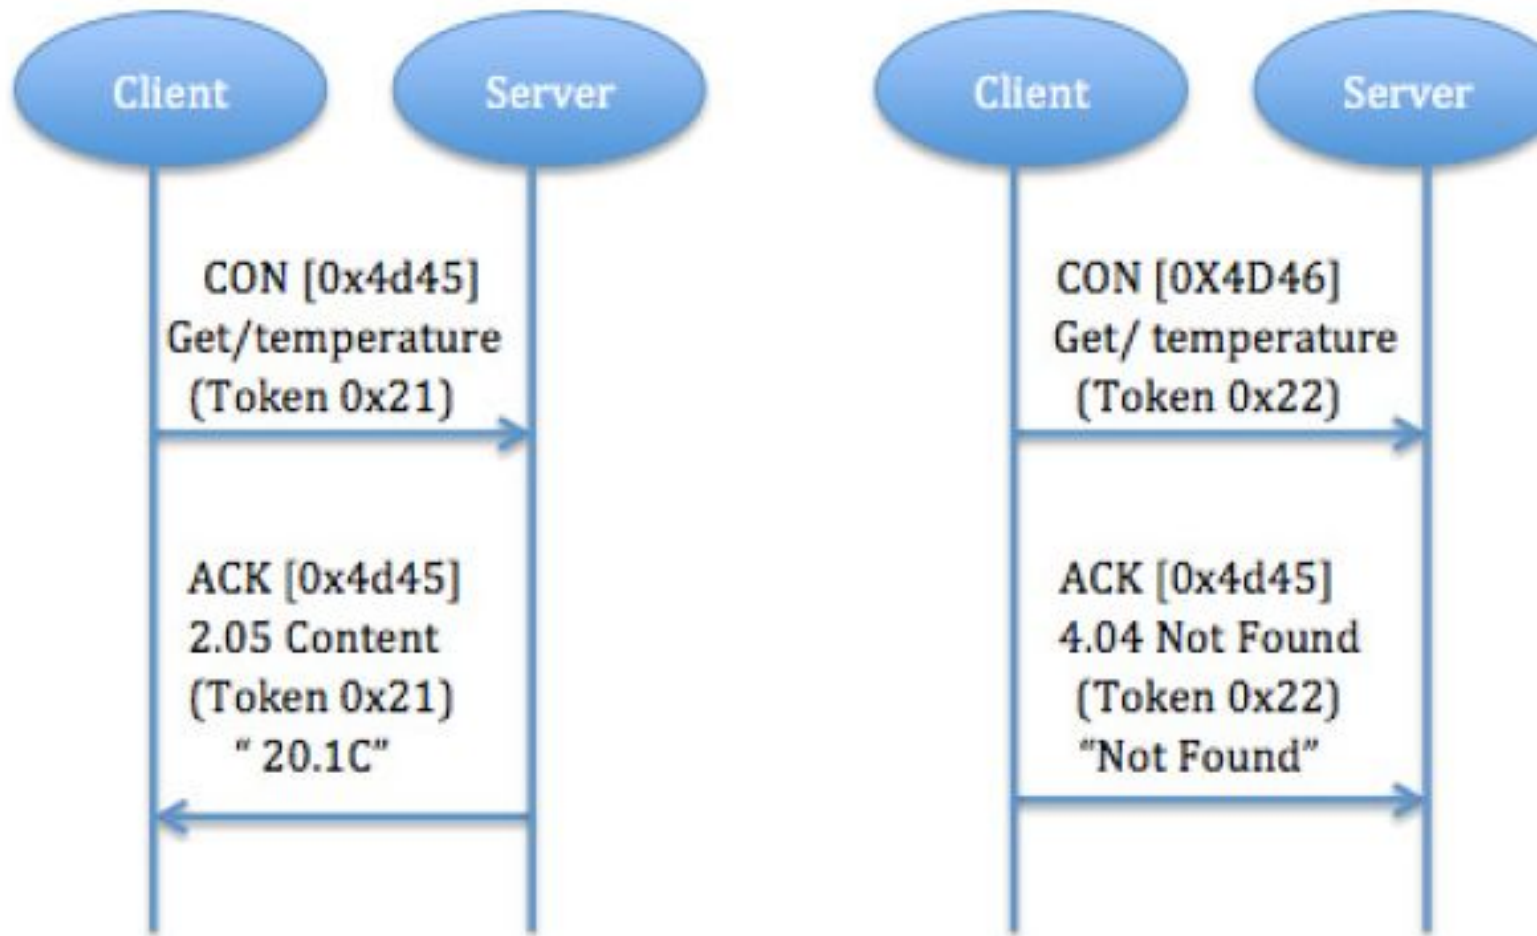 Client
Server
CON [0x4d45]
Get/temperature
(Token 0x21)
ACK [0x4d45]
2.05 Content
(Token 0x21)
“ 20.1C”
Client
Server
CON [0X4D46]
Get/ temperature
(Token 0x22)
ACK [0x4d45]
4.04 Not Found
(Token 0x22)
“Not Found”